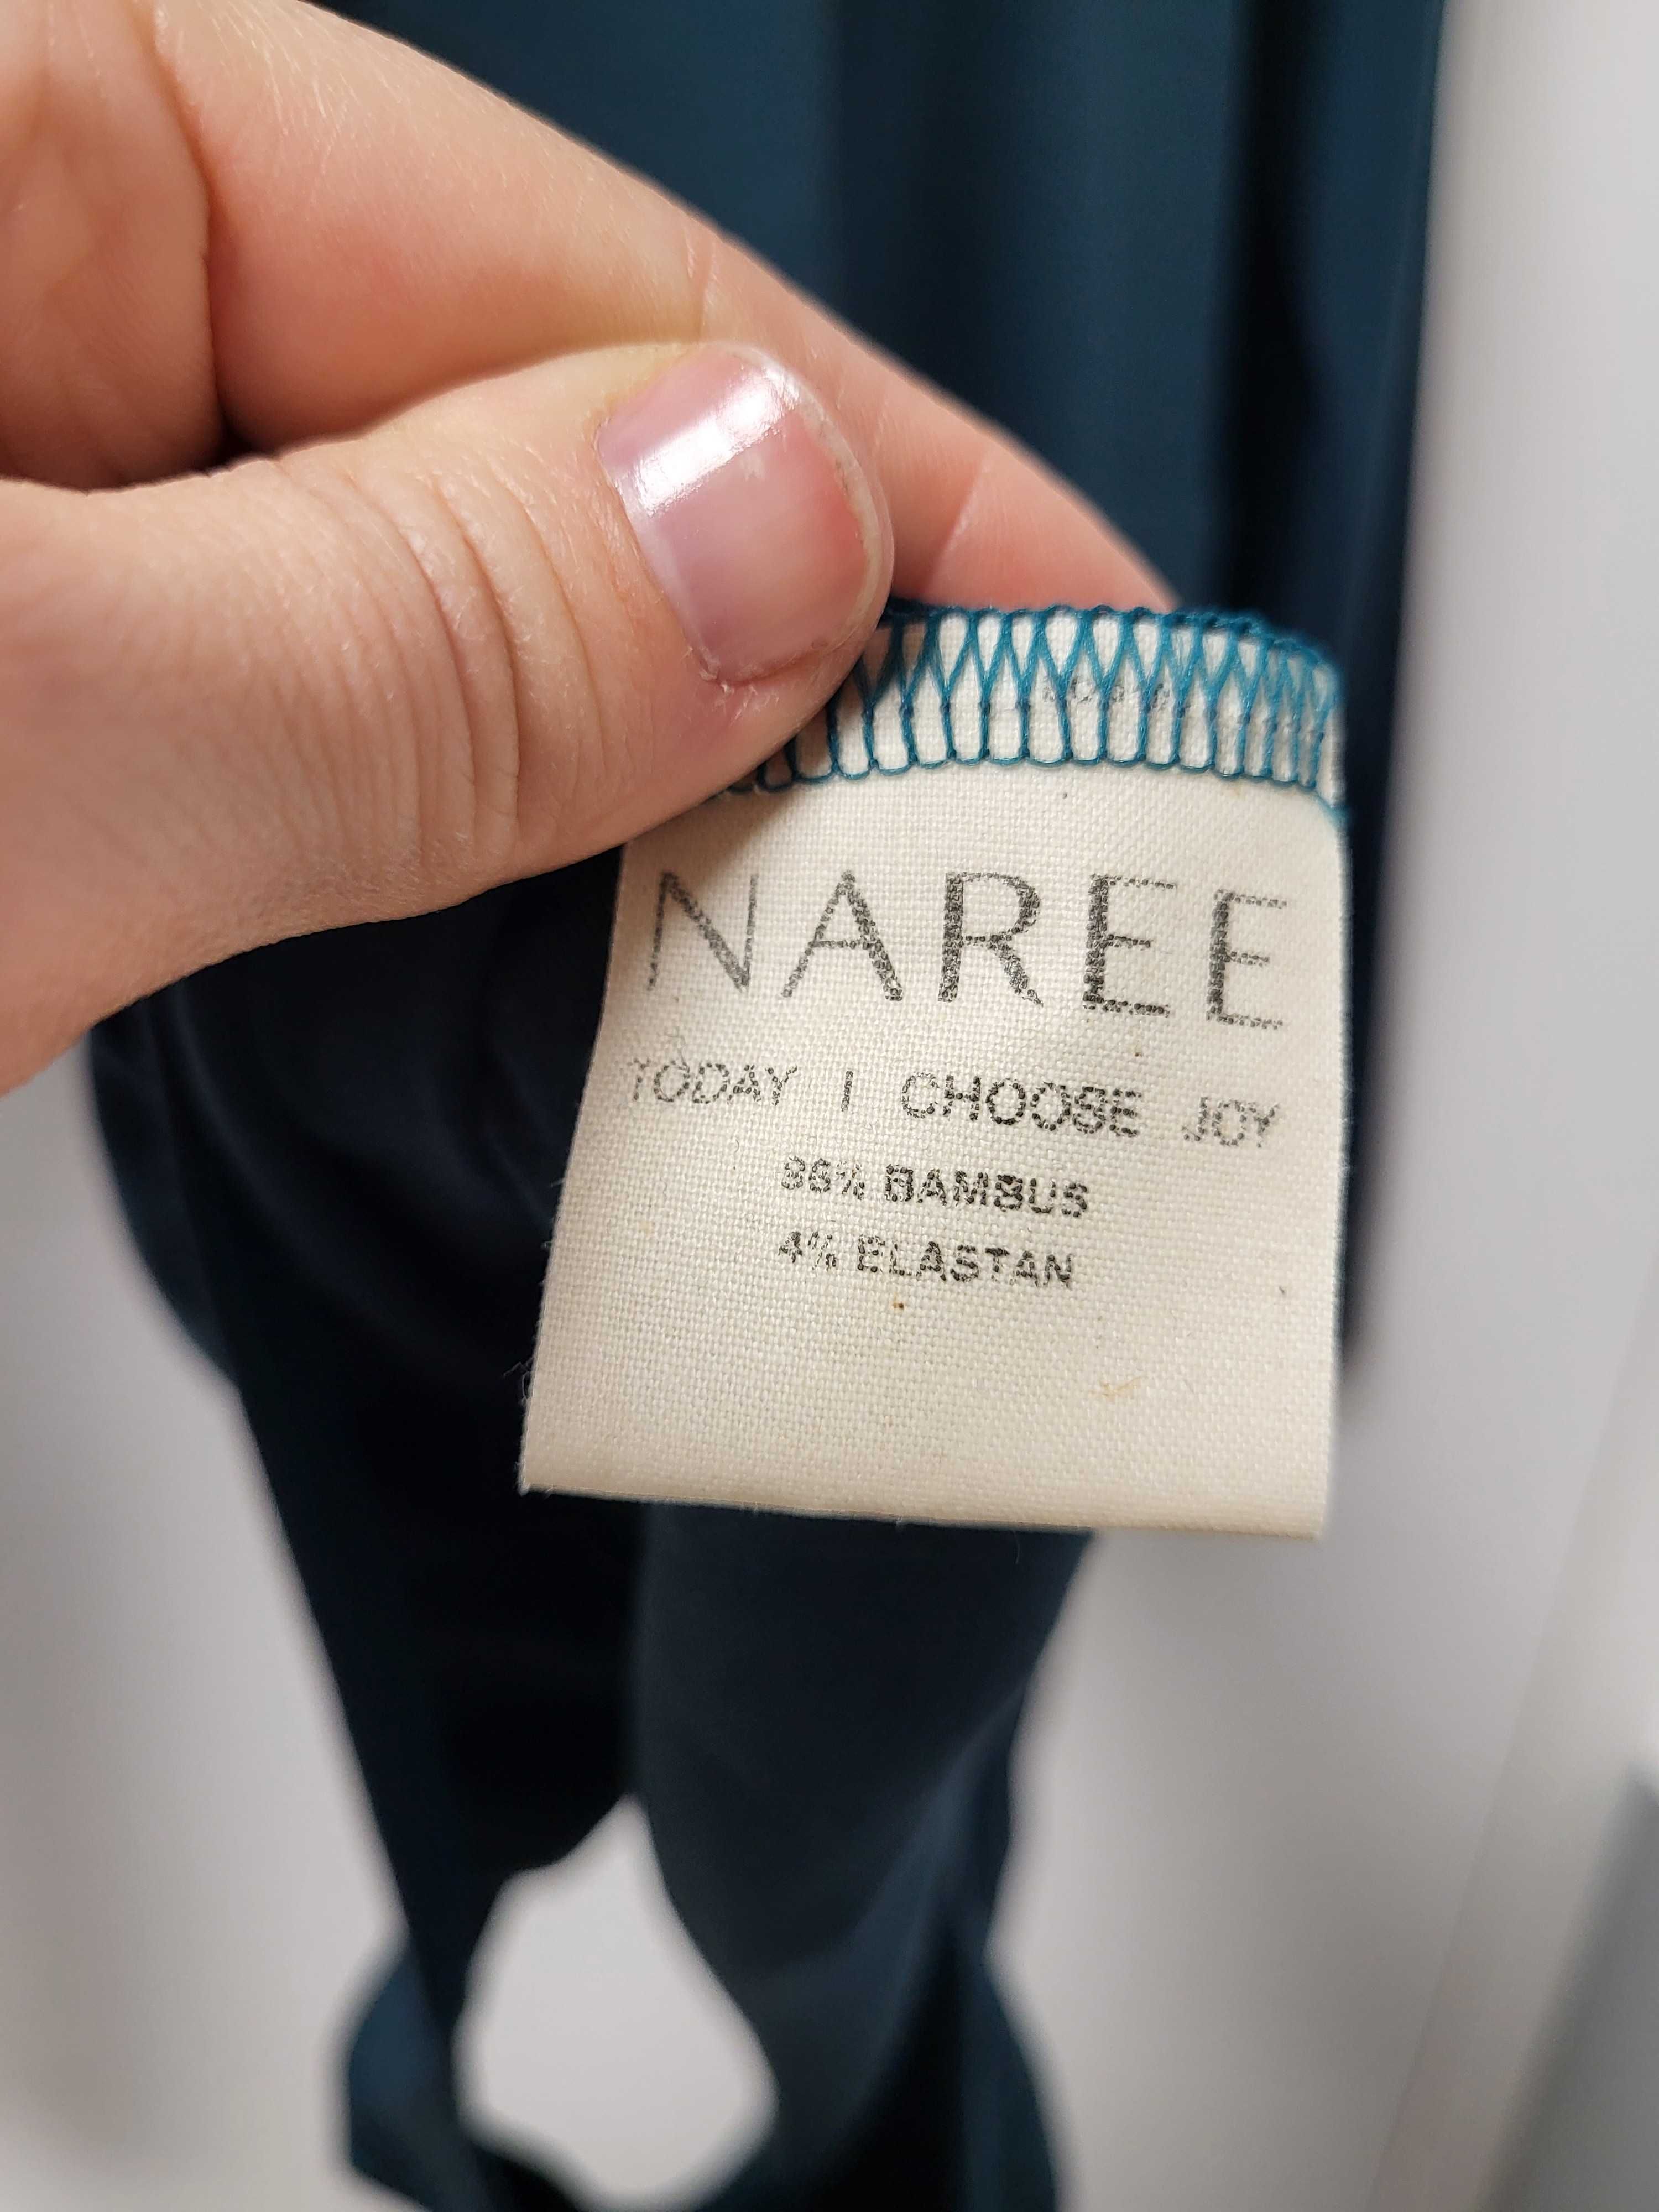 NAREE
TODAY I CHOOSE JOY
96% BAMBUS
4% ELASTAN